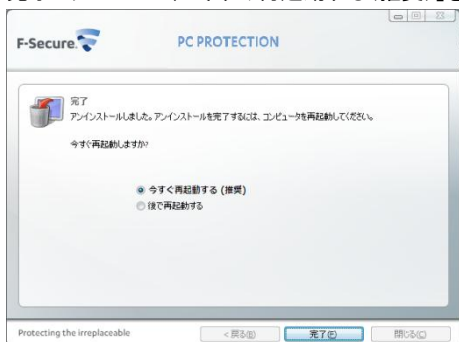 F-Secure.
PC PROTECTION
完了
アンインストールしました。アンインストールを完了するには、コンピュータを再起動してください。
今すぐ再起動しますか?
今すぐ再起動する (推奨)
後で再起動する
Protecting the irreplaceable
< 戻る(B)
完了(F)
閉じる(C)